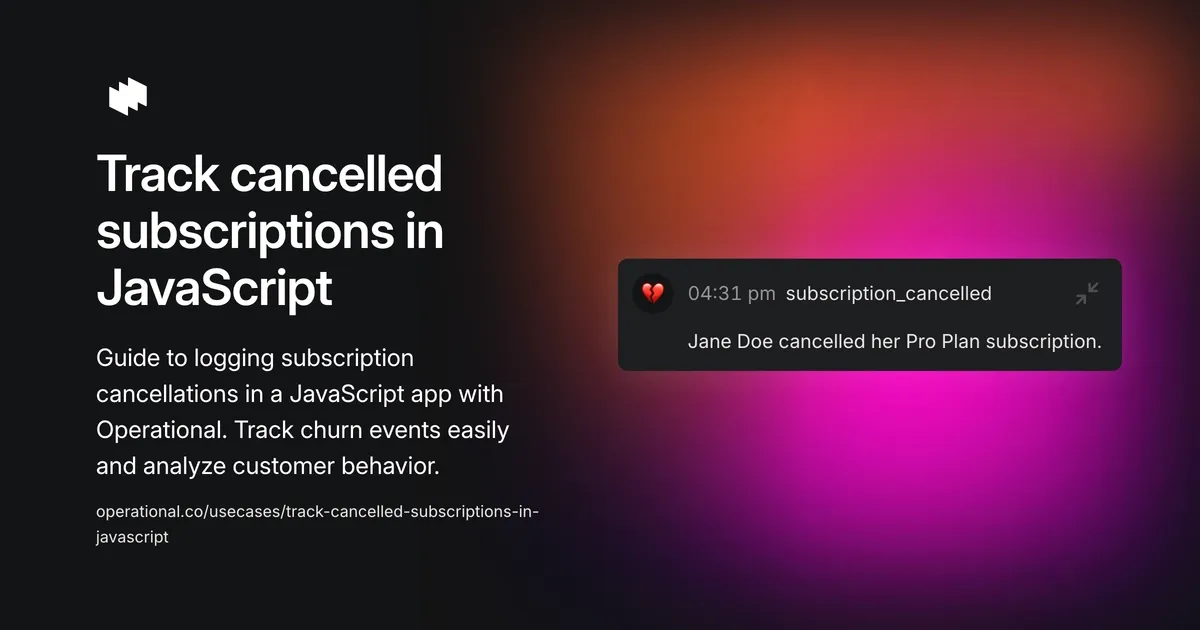 Track cancelled
subscriptions in
JavaScript
Guide to logging subscription
cancellations in a JavaScript app with
Operational. Track churn events easily
and analyze customer behavior.
operational.co/usecases/track-cancelled-subscriptions-in-
javascript
04:31 pm subscription_cancelled
Jane Doe cancelled her Pro Plan subscription.